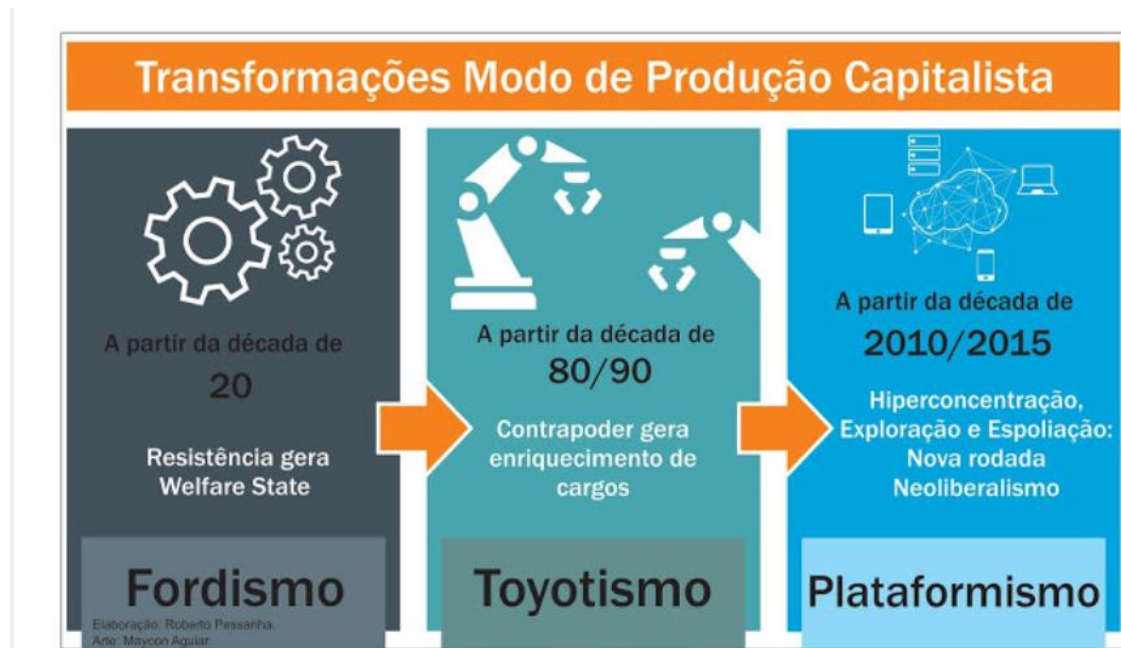 Transformações Modo de Produção Capitalista
A partir da década de
20
Resistência gera
Welfare State
Fordismo
Elaboração: Roberto Pessanha.
Arte: Maycon Aguiar.
A partir da década de
80/90
Contrapoder gera
enriquecimento de
cargos
Toyotismo
A partir da década de
2010/2015
Hiperconcentração,
Exploração e Espoliação:
Nova rodada
Neoliberalismo
Plataformismo